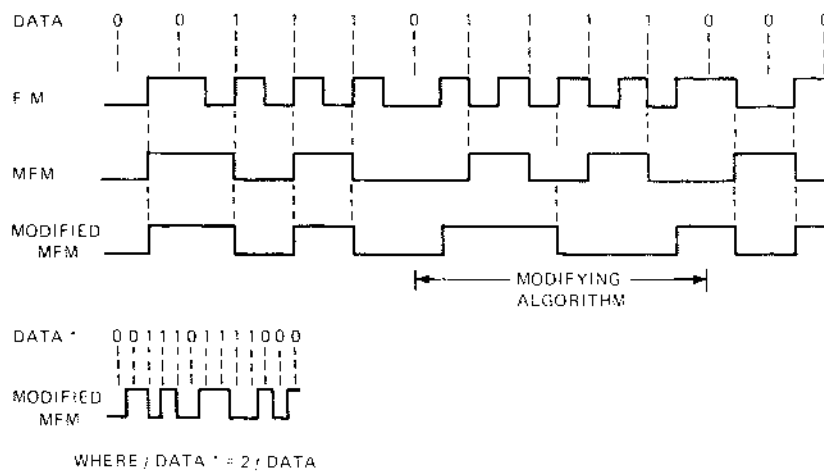 DATA 0 0 1 1 1 0 1 1 1 1 0 0 0
FM
MFM
MODIFIED
MFM
MODIFYING
ALGORITHM
DATA * 0 0 1 1 1 0 1 1 1 1 0 0 0
MODIFIED
MFM
WHERE f DATA * = 2 f DATA